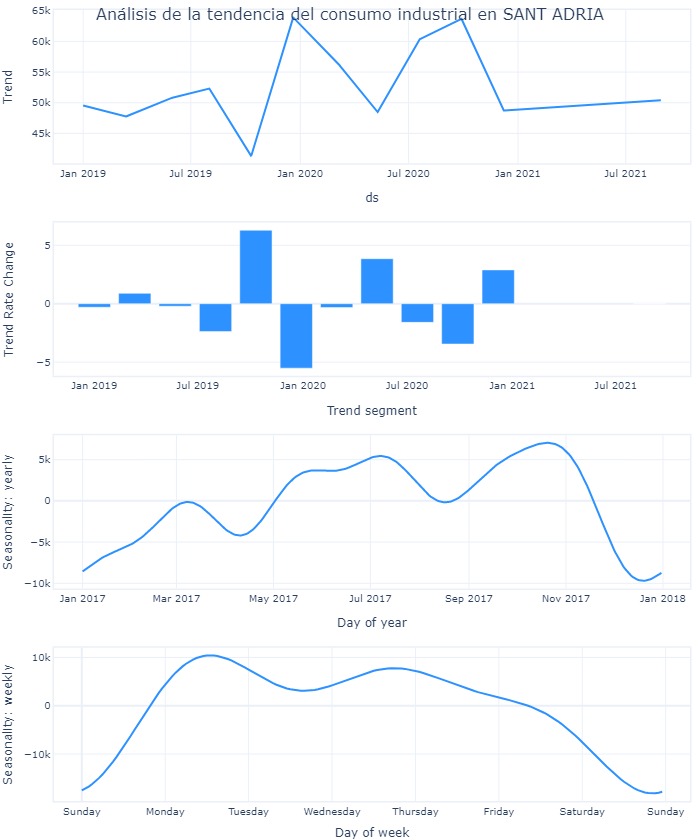 Análisis de la tendencia del consumo industrial en SANT ADRIA
65k
60k
55k
50k
45k
Trend
Jan 2019 Jul 2019 Jan 2020 Jul 2020 Jan 2021 Jul 2021
ds
5
0
−5
Trend Rate Change
Jan 2019 Jul 2019 Jan 2020 Jul 2020 Jan 2021 Jul 2021
Trend segment
5k
0
−5k
−10k
Seasonality: yearly
Jan 2017 Mar 2017 May 2017 Jul 2017 Sep 2017 Nov 2017 Jan 2018
Day of year
10k
0
−10k
Seasonality: weekly
Sunday Monday Tuesday Wednesday Thursday Friday Saturday Sunday
Day of week